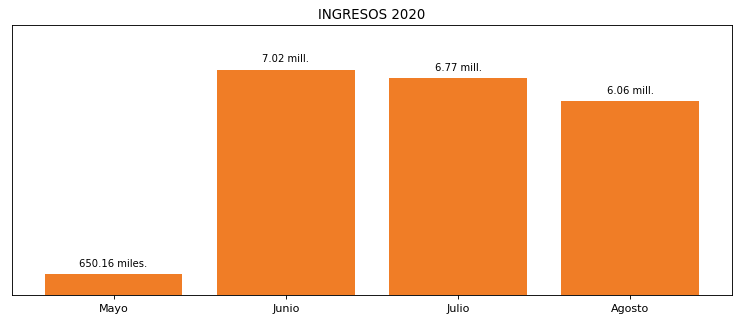 INGRESOS 2020
7.02 mill.
6.77 mill.
6.06 mill.
650.16 miles.
Mayo
Junio
Julio
Agosto